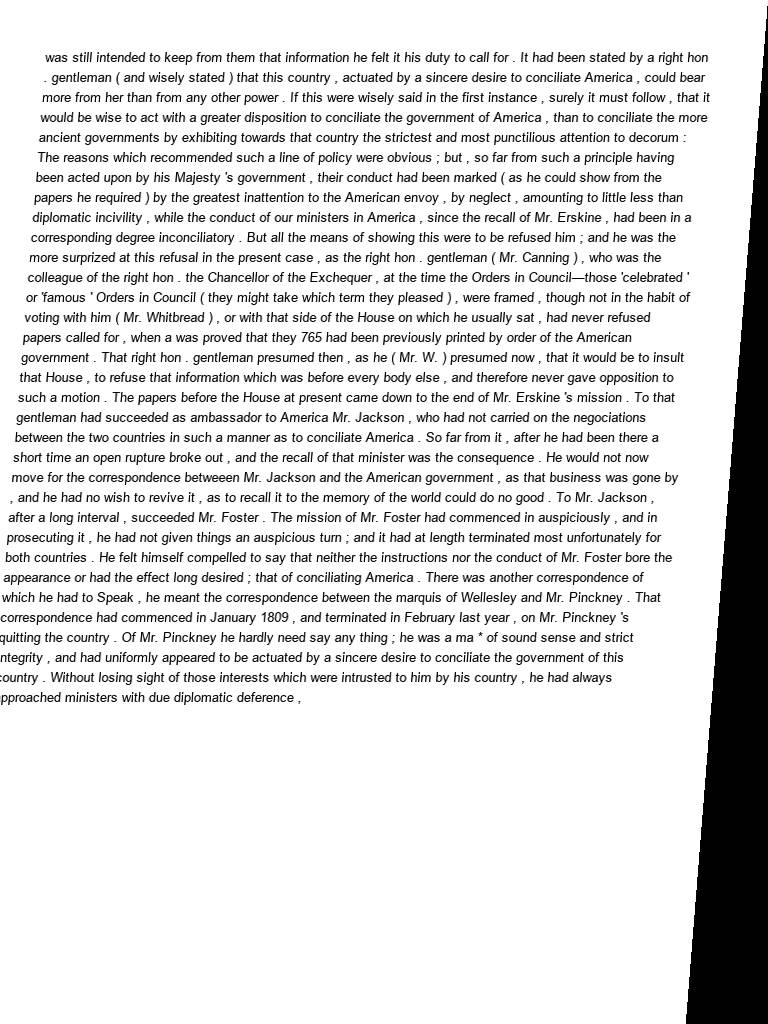 was still intended to keep from them that information he felt it his duty to call for . It had been stated by a right hon
. gentleman ( and wisely stated ) that this country , actuated by a sincere desire to conciliate America , could bear
more from her than from any other power . If this were wisely said in the first instance , surely it must follow , that it
would be wise to act with a greater disposition to conciliate the government of America , than to conciliate the more
ancient governments by exhibiting towards that country the strictest and most punctilious attention to decorum :
The reasons which recommended such a line of policy were obvious ; but , so far from such a principle having
been acted upon by his Majesty 's government , their conduct had been marked ( as he could show from the
papers he required ) by the greatest inattention to the American envoy , by neglect , amounting to little less than
diplomatic incivility , while the conduct of our ministers in America , since the recall of Mr. Erskine , had been in a
corresponding degree inconciliatory . But all the means of showing this were to be refused him ; and he was the
more surprized at this refusal in the present case , as the right hon . gentleman ( Mr. Canning ) , who was the
colleague of the right hon . the Chancellor of the Exchequer , at the time the Orders in Council—those 'celebrated '
or 'famous ' Orders in Council ( they might take which term they pleased ) , were framed , though not in the habit of
voting with him ( Mr. Whitbread ) , or with that side of the House on which he usually sat , had never refused
papers called for , when a was proved that they 765 had been previously printed by order of the American
government . That right hon . gentleman presumed then , as he ( Mr. W. ) presumed now , that it would be to insult
that House , to refuse that information which was before every body else , and therefore never gave opposition to
such a motion . The papers before the House at present came down to the end of Mr. Erskine 's mission . To that
gentleman had succeeded as ambassador to America Mr. Jackson , who had not carried on the negociations
between the two countries in such a manner as to conciliate America . So far from it , after he had been there a
short time an open rupture broke out , and the recall of that minister was the consequence . He would not now
move for the correspondence betweeen Mr. Jackson and the American government , as that business was gone by
, and he had no wish to revive it , as to recall it to the memory of the world could do no good . To Mr. Jackson ,
after a long interval , succeeded Mr. Foster . The mission of Mr. Foster had commenced in auspiciously , and in
prosecuting it , he had not given things an auspicious turn ; and it had at length terminated most unfortunately for
both countries . He felt himself compelled to say that neither the instructions nor the conduct of Mr. Foster bore the
appearance or had the effect long desired ; that of conciliating America . There was another correspondence of
which he had to Speak , he meant the correspondence between the marquis of Wellesley and Mr. Pinckney . That
correspondence had commenced in January 1809 , and terminated in February last year , on Mr. Pinckney 's
quitting the country . Of Mr. Pinckney he hardly need say any thing ; he was a ma * of sound sense and strict
ntegrity , and had uniformly appeared to be actuated by a sincere desire to conciliate the government of this
country . Without losing sight of those interests which were intrusted to him by his country , he had always
pproached ministers with due diplomatic deference ,